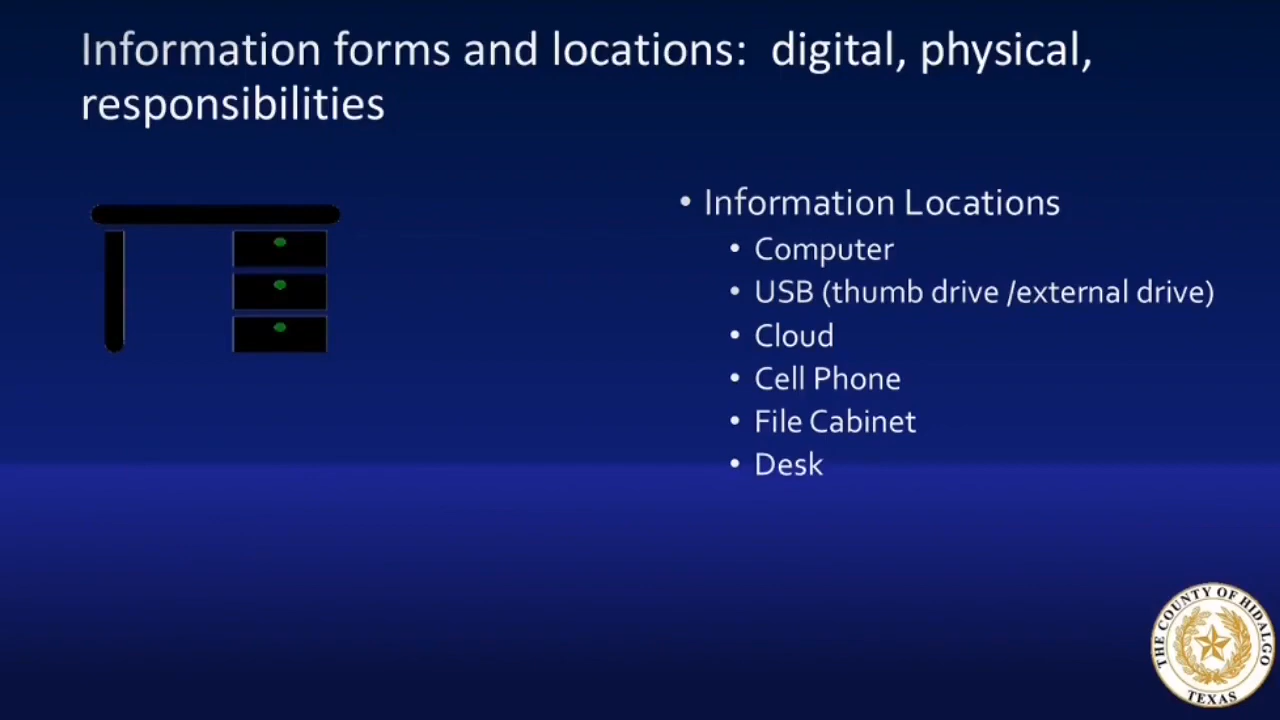 Information forms and locations:  digital, physical,
responsibilities
• Information Locations
• Computer
• USB (thumb drive /external drive)
• Cloud
• Cell Phone
• File Cabinet
• Desk
THE COUNTY OF HIDALGO
TEXAS